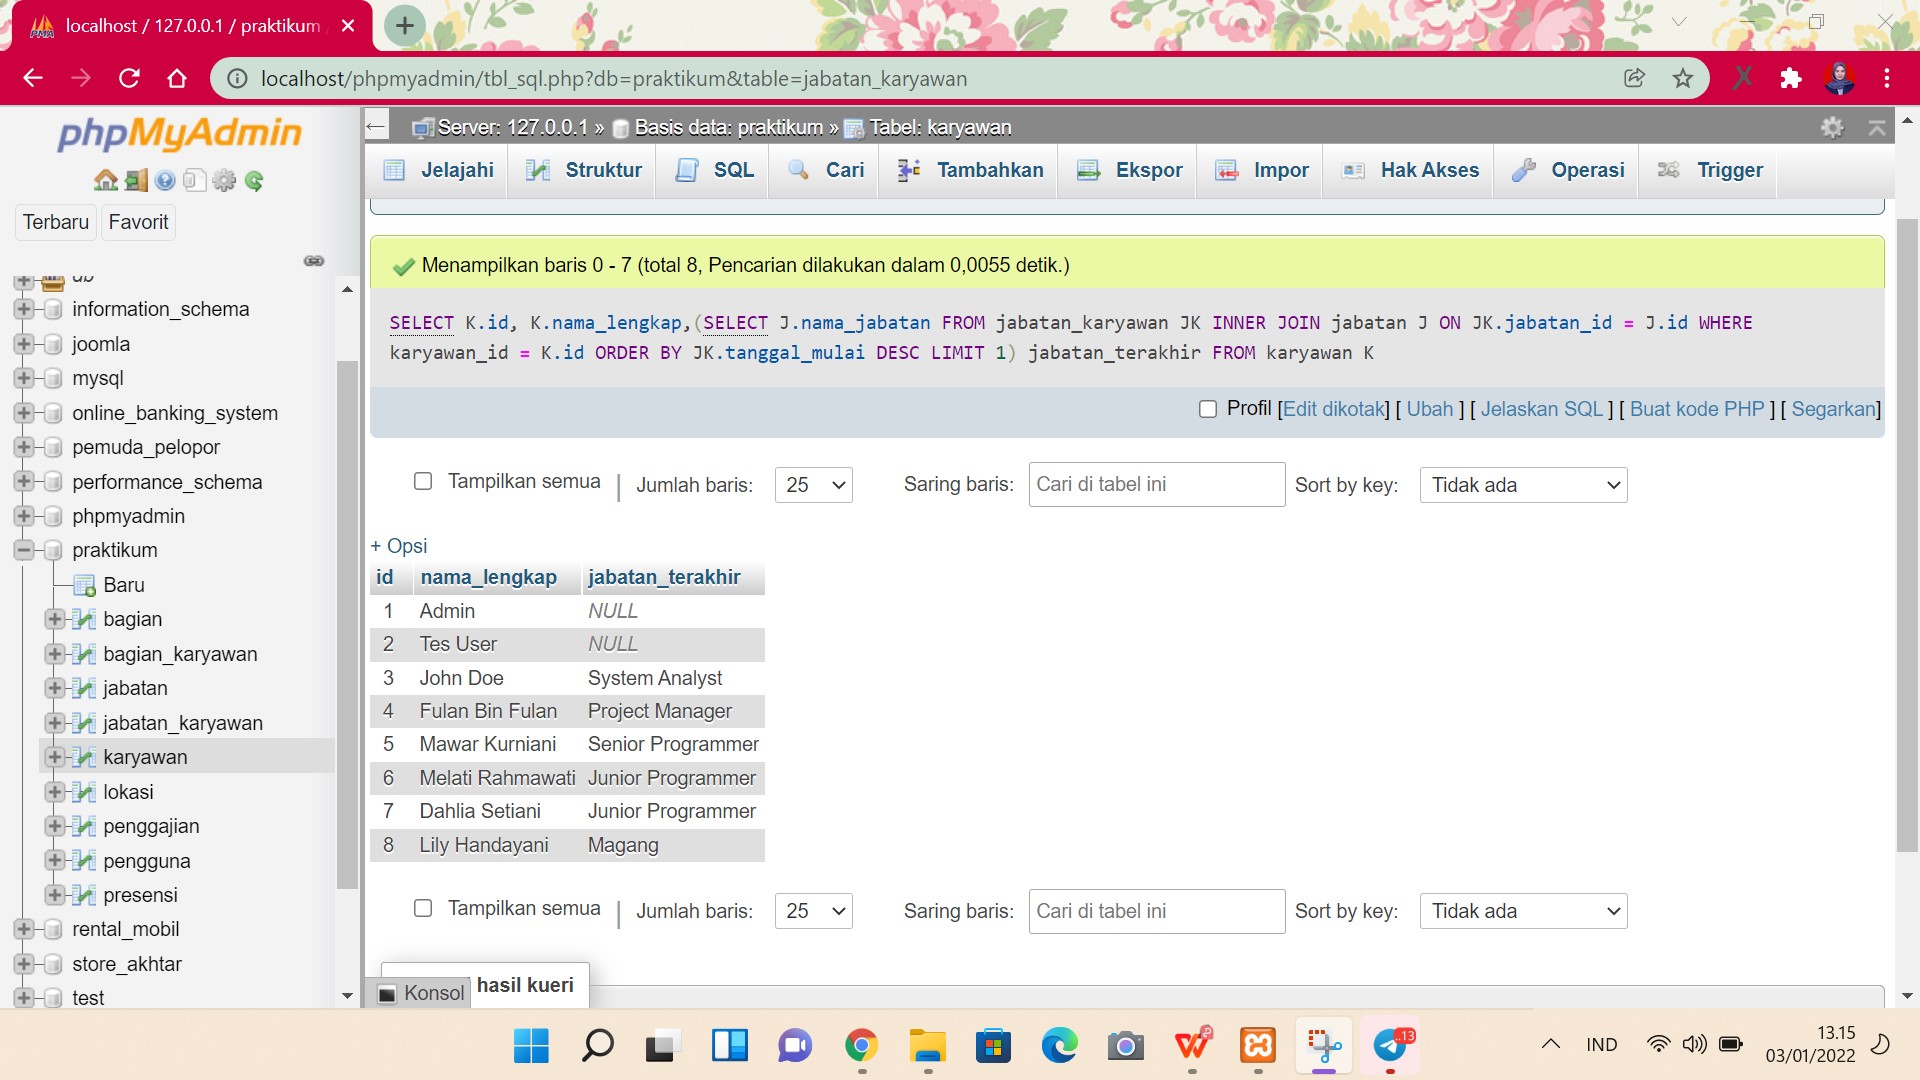 localhost / 127.0.0.1 / praktikum
localhost/phpmyadmin/tbl_sql.php?db=praktikum&table=jabatan_karyawan
phpMyAdmin
Terbaru
Favorit
db
information_schema
joomla
mysql
online_banking_system
pemuda_pelopor
performance_schema
phpmyadmin
praktikum
Baru
bagian
bagian_karyawan
jabatan
jabatan_karyawan
karyawan
lokasi
penggajian
pengguna
presensi
rental_mobil
store_akhtar
test
Server: 127.0.0.1 » Basis data: praktikum » Tabel: karyawan
Jelajahi Struktur SQL Cari Tambahkan Ekspor Impor Hak Akses Operasi Trigger
Menampilkan baris 0 - 7 (total 8, Pencarian dilakukan dalam 0,0055 detik.)
SELECT K.id, K.nama_lengkap,(SELECT J.nama_jabatan FROM jabatan_karyawan JK INNER JOIN jabatan J ON JK.jabatan_id = J.id WHERE
karyawan_id = K.id ORDER BY JK.tanggal_mulai DESC LIMIT 1) jabatan_terakhir FROM karyawan K
Profil [Edit dikotak] [ Ubah ] [ Jelaskan SQL ] [ Buat kode PHP ] [ Segarkan]
Tampilkan semua | Jumlah baris: 25 Saring baris: Cari di tabel ini Sort by key: Tidak ada
+ Opsi
id nama_lengkap jabatan_terakhir
1 Admin NULL
2 Tes User NULL
3 John Doe System Analyst
4 Fulan Bin Fulan Project Manager
5 Mawar Kurniani Senior Programmer
6 Melati Rahmawati Junior Programmer
7 Dahlia Setiani Junior Programmer
8 Lily Handayani Magang
Tampilkan semua | Jumlah baris: 25 Saring baris: Cari di tabel ini Sort by key: Tidak ada
Konsol hasil kueri
IND
13.15
03/01/2022